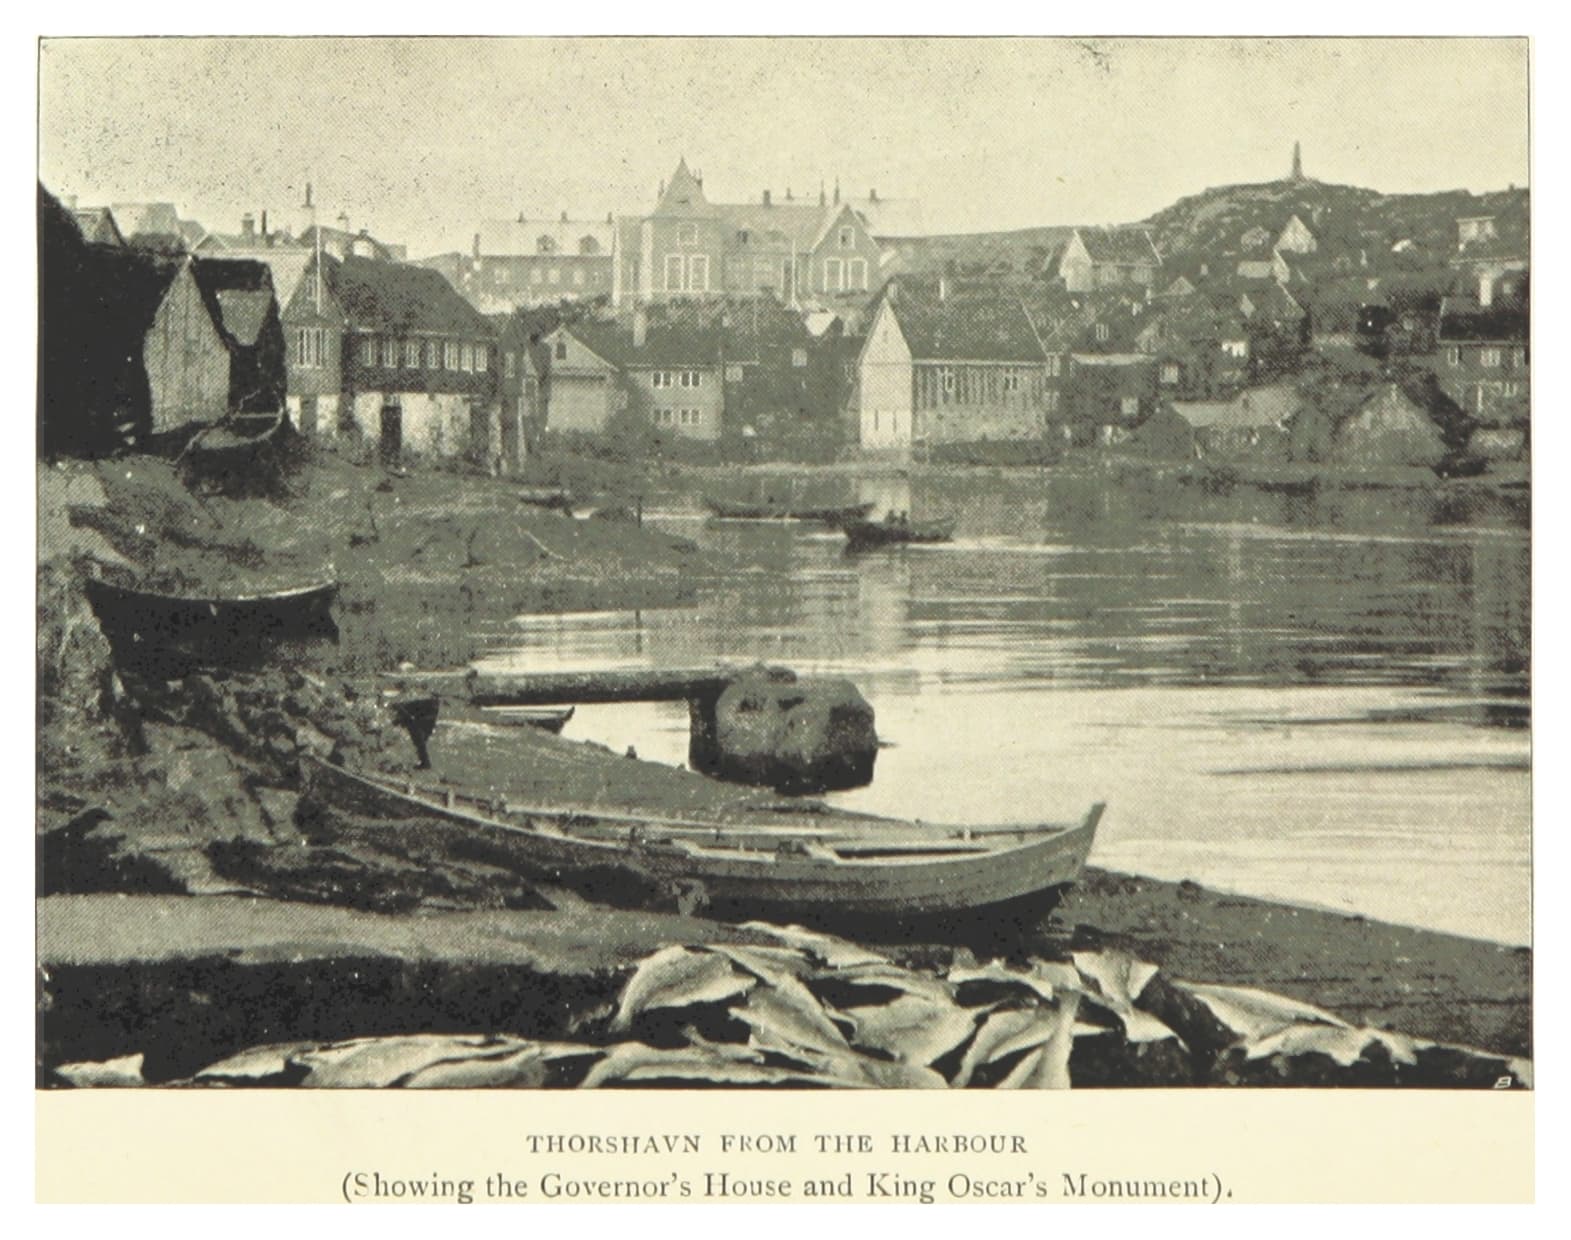 THORSHAVN FROM THE HARBOUR
(Showing the Governor's House and King Oscar's Monument).